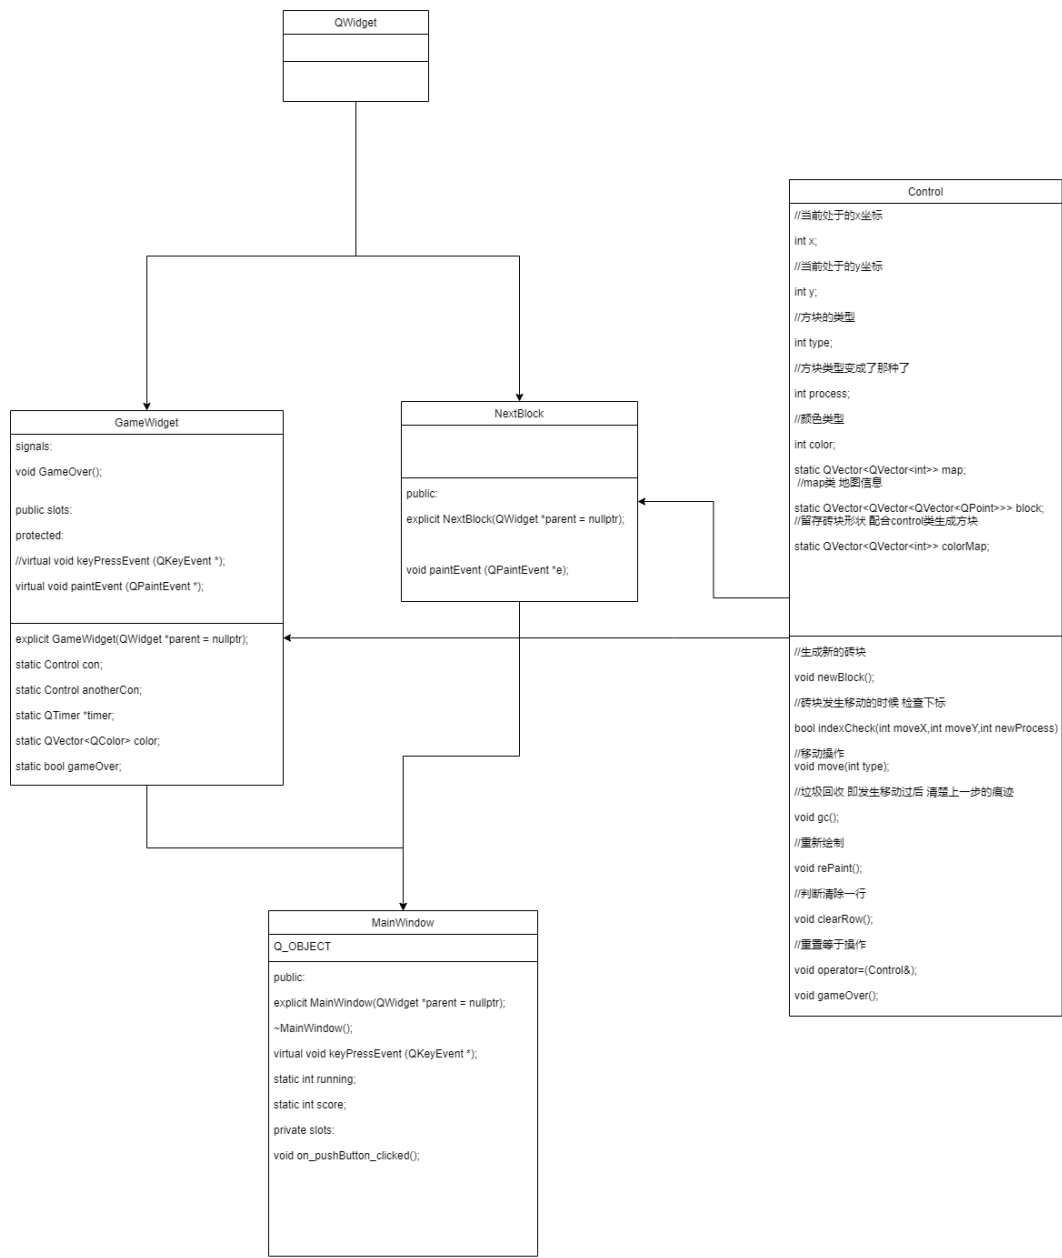 QWidget
Control
//当前处于的x坐标
int x;
//当前处于的y坐标
int y;
//方块的类型
int type;
//方块类型变成了那种了
int process;
//颜色类型
int color;
static QVector<QVector<int>> map;
//map类 地图信息
static QVector<QVector<QVector<QPoint>>> block;
//留存砖块形状 配合control类生成方块
static QVector<QVector<int>> colorMap;
//生成新的砖块
void newBlock();
//砖块发生移动的时候 检查下标
bool indexCheck(int moveX,int moveY,int newProcess)
//移动操作
void move(int type);
//垃圾回收 即发生移动过后 清楚上一步的痕迹
void gc();
//重新绘制
void rePaint();
//判断清除一行
void clearRow();
//重置等于操作
void operator=(Control&);
void gameOver();
GameWidget
signals:
void GameOver();
public slots:
protected:
//virtual void keyPressEvent (QKeyEvent *);
virtual void paintEvent (QPaintEvent *);
explicit GameWidget(QWidget *parent = nullptr);
static Control con;
static Control anotherCon;
static QTimer *timer;
static QVector<QColor> color;
static bool gameOver;
NextBlock
public:
explicit NextBlock(QWidget *parent = nullptr);
void paintEvent (QPaintEvent *e);
MainWindow
Q_OBJECT
public:
explicit MainWindow(QWidget *parent = nullptr);
~MainWindow();
virtual void keyPressEvent (QKeyEvent *);
static int running;
static int score;
private slots:
void on_pushButton_clicked();